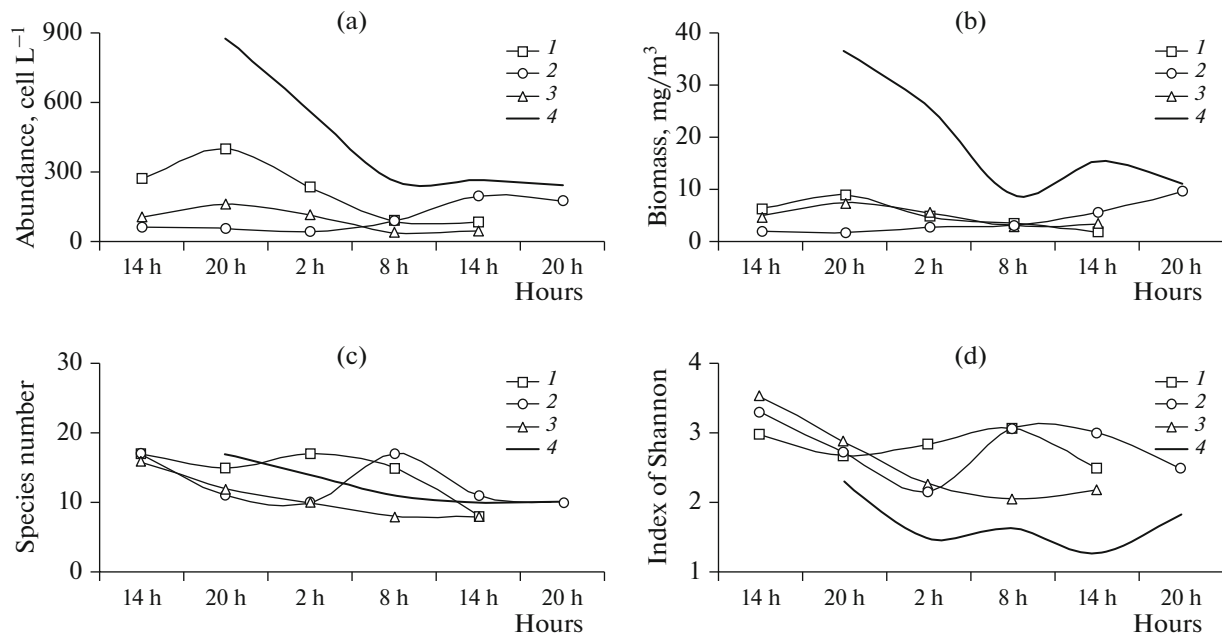 (a)
Abundance, cell L⁻¹
900
600
300
0
1
2
3
4
14 h 20 h 2 h 8 h 14 h 20 h
Hours
(b)
Biomass, mg/m³
40
30
20
10
0
1
2
3
4
14 h 20 h 2 h 8 h 14 h 20 h
Hours
(c)
Species number
30
20
10
0
1
2
3
4
14 h 20 h 2 h 8 h 14 h 20 h
Hours
(d)
Index of Shannon
4
3
2
1
1
2
3
4
14 h 20 h 2 h 8 h 14 h 20 h
Hours